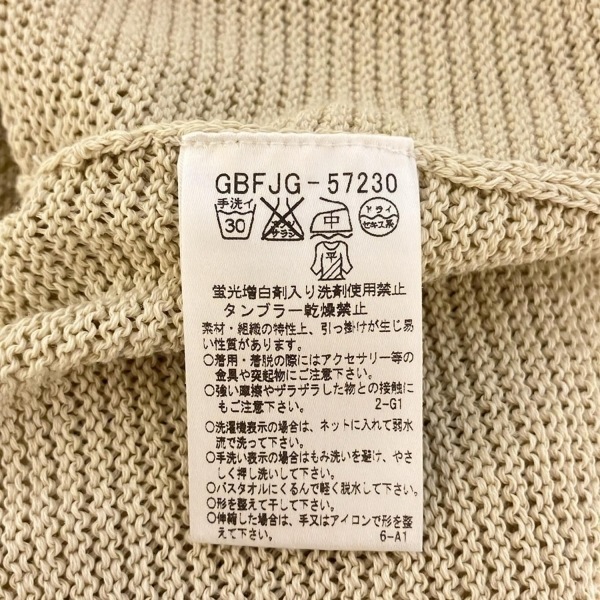 GBFJG-57230
手洗イ 30 エンソサラシ 中 ドライ セキユ系
平
蛍光増白剤入り洗剤使用禁止
タンブラー乾燥禁止
素材・組織の特性上、引っ掛けが生じ易
い性質があります。
○着用・着脱の際にはアクセサリー等の
金具や突起物にご注意下さい。
○強い摩擦やザラザラした物との接触に
もご注意下さい。 2-G1
○洗濯機表示の場合は、ネットに入れて弱水
流で洗って下さい。
○手洗い表示の場合はもみ洗いを避け、やさ
しく押し洗いして下さい。
○バスタオルにくるんで軽く脱水して下さい。
○形を整えて干して下さい。
○伸縮した場合は、手又はアイロンで形を整
えて下さい。 6-A1